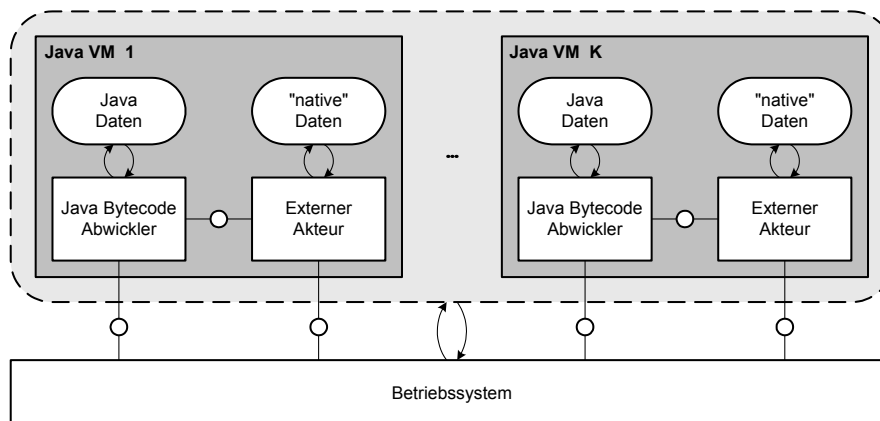 Java VM 1
Java VM K
Java
Daten
"native"
Daten
Java
Daten
"native"
Daten
...
Java Bytecode
Abwickler
Externer
Akteur
Java Bytecode
Abwickler
Externer
Akteur
Betriebssystem